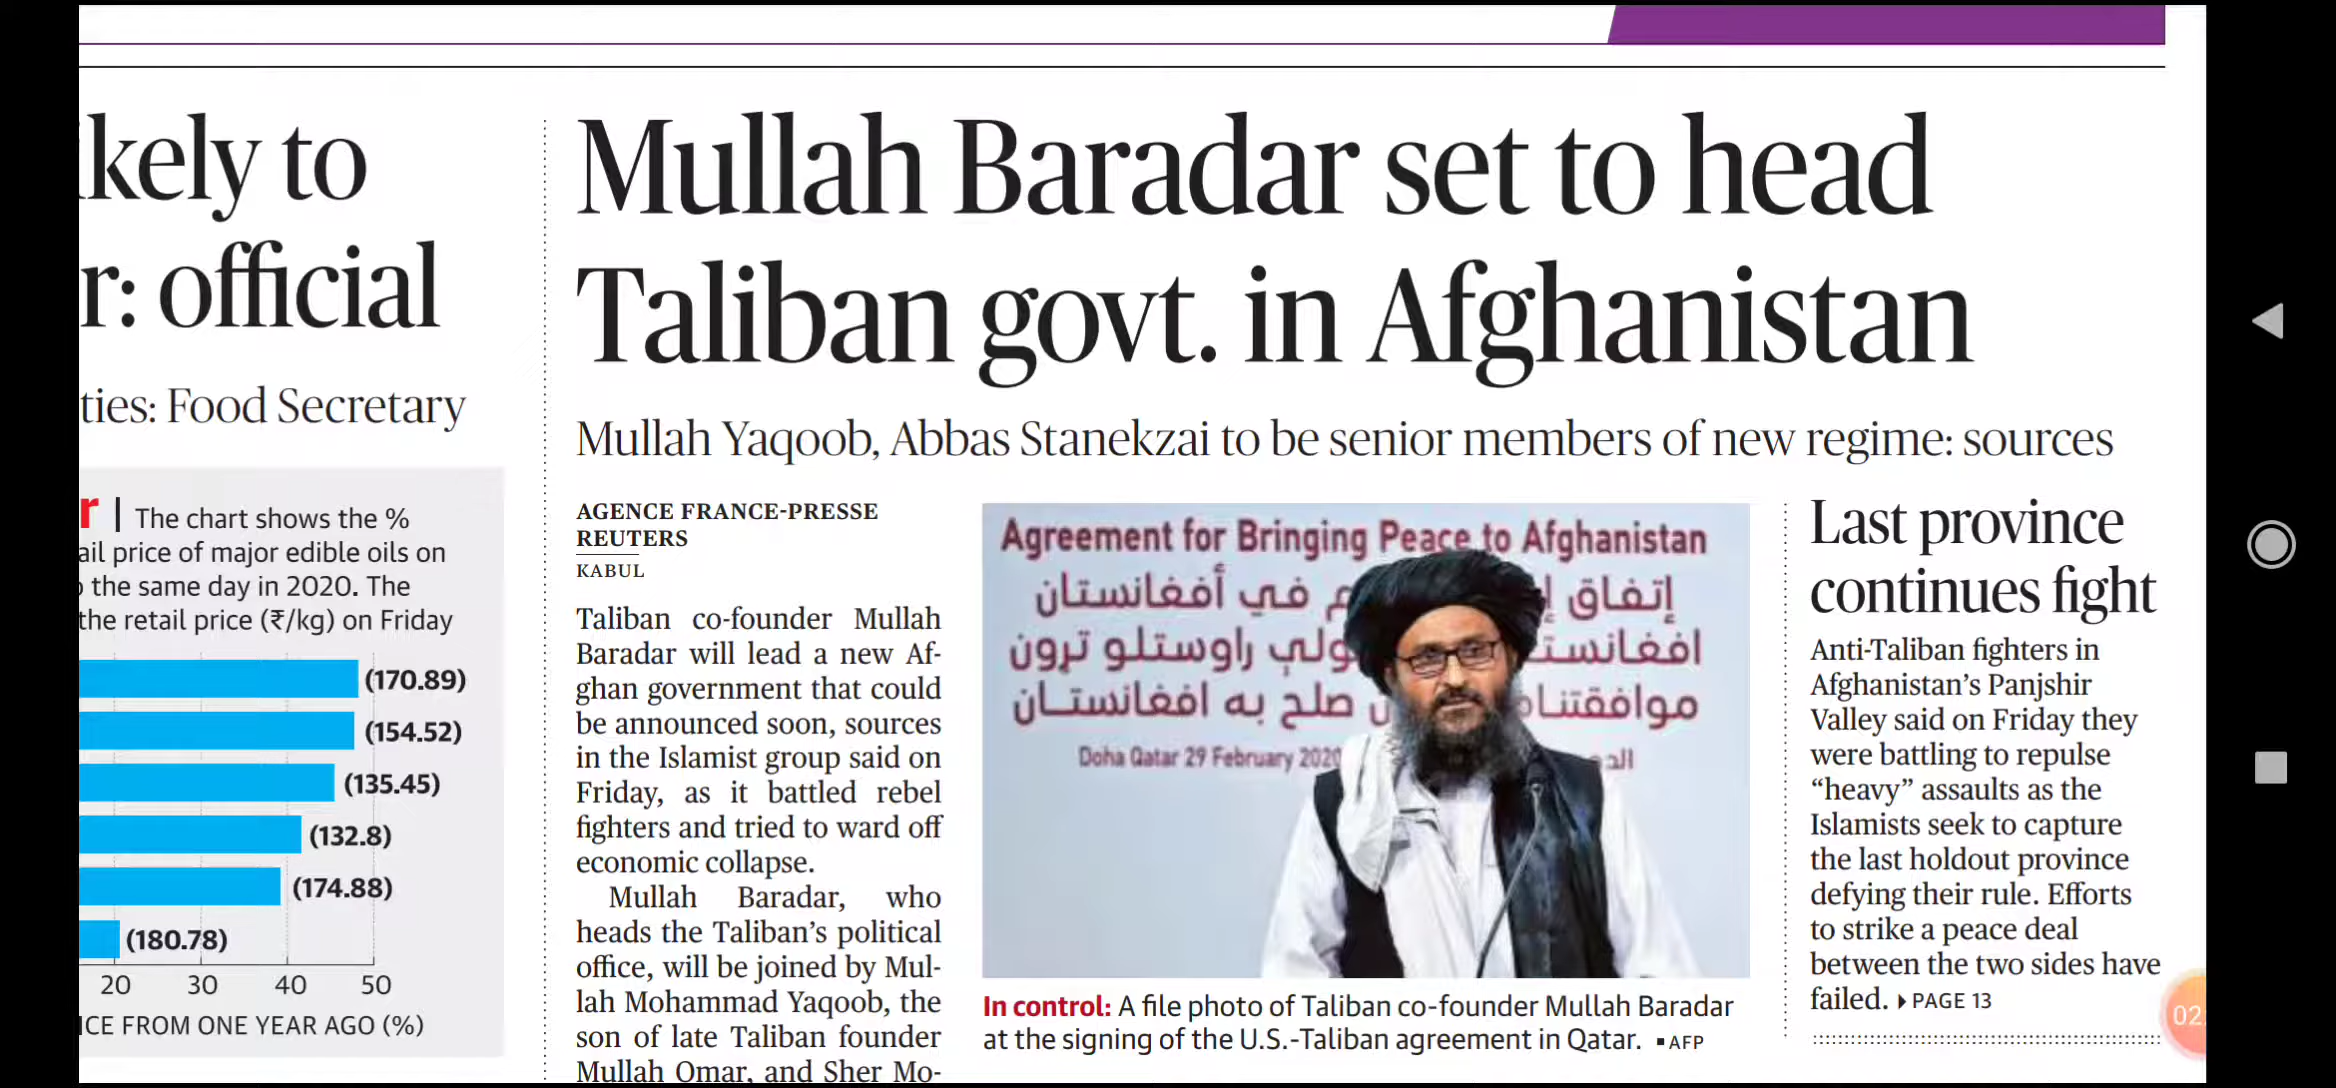 ikely to
r: official
ties: Food Secretary
r | The chart shows the %
ail price of major edible oils on
the same day in 2020. The
the retail price (₹/kg) on Friday
(170.89)
(154.52)
(135.45)
(132.8)
(174.88)
(180.78)
20 30 40 50
ICE FROM ONE YEAR AGO (%)
Mullah Baradar set to head
Taliban govt. in Afghanistan
Mullah Yaqoob, Abbas Stanekzai to be senior members of new regime: sources
AGENCE FRANCE-PRESSE
REUTERS
KABUL
Taliban co-founder Mullah
Baradar will lead a new Af-
ghan government that could
be announced soon, sources
in the Islamist group said on
Friday, as it battled rebel
fighters and tried to ward off
economic collapse.
Mullah Baradar, who
heads the Taliban’s political
office, will be joined by Mul-
lah Mohammad Yaqoob, the
son of late Taliban founder
Mullah Omar, and Sher Mo-
Agreement for Bringing Peace to Afghanistan
إتفاق في أفغانستان
راوستلو ترون
موافقتنامه صلح به افغانستان
Doha Qatar 29 February 2020
In control: A file photo of Taliban co-founder Mullah Baradar
at the signing of the U.S.-Taliban agreement in Qatar. ▪ AFP
Last province
continues fight
Anti-Taliban fighters in
Afghanistan’s Panjshir
Valley said on Friday they
were battling to repulse
“heavy” assaults as the
Islamists seek to capture
the last holdout province
defying their rule. Efforts
to strike a peace deal
between the two sides have
failed. ▸ PAGE 13
02